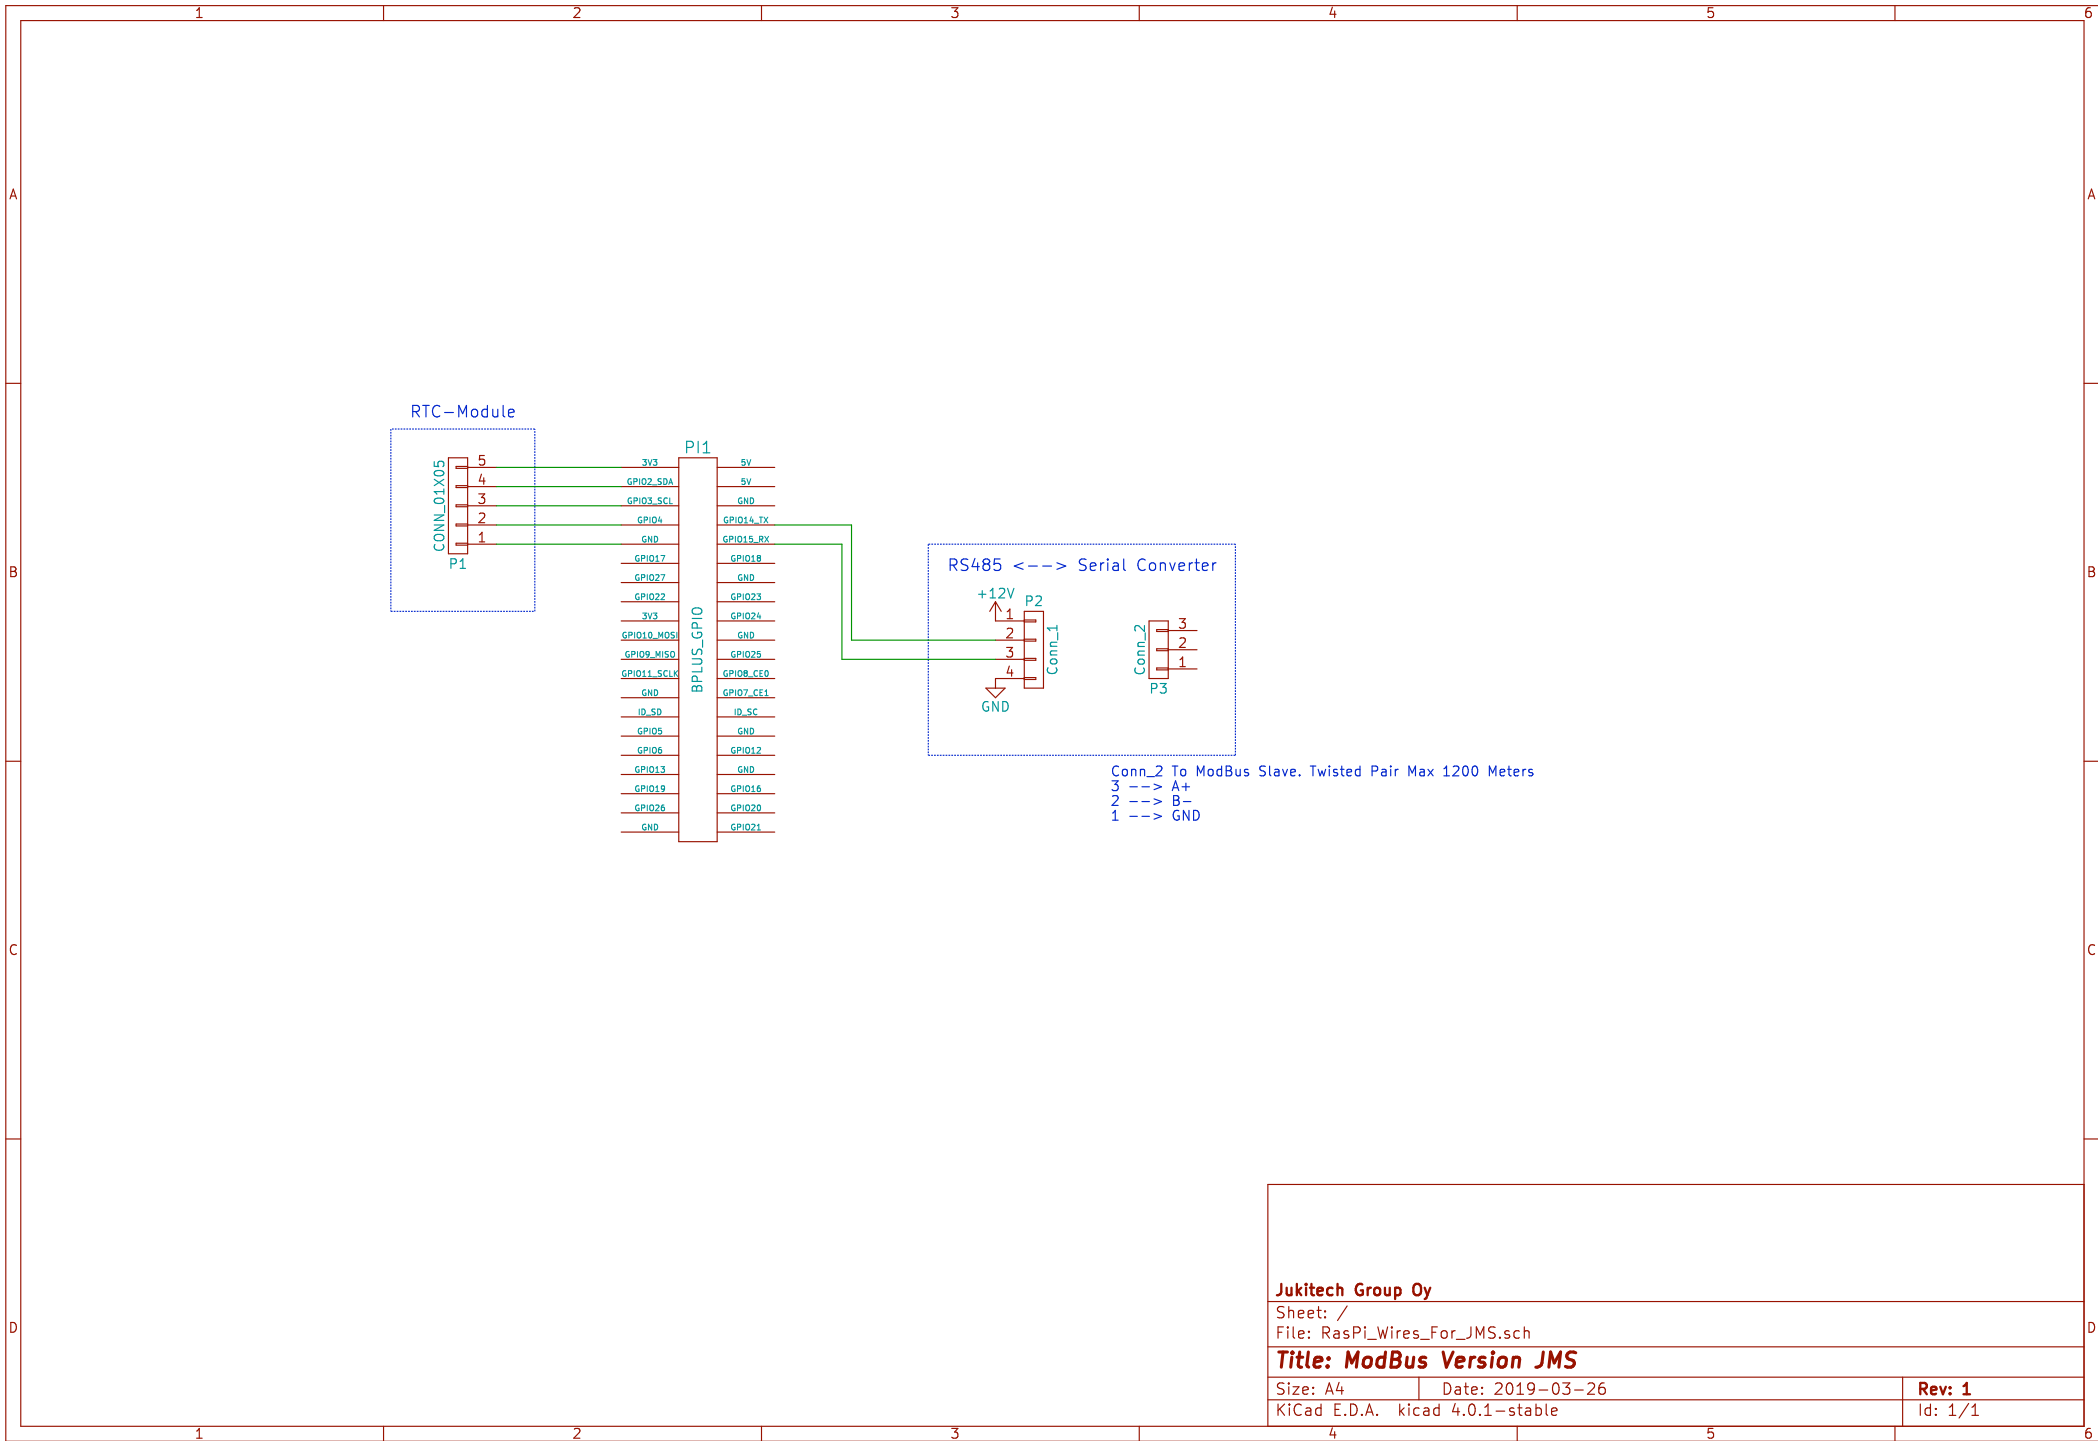 1 2 3 4 5 6
A A
B B
C C
D D
RTC-Module
CONN_01X05
5
4
3
2
1
P1
PI1
BPLUS_GPIO
3V3 5V
GPIO2_SDA 5V
GPIO3_SCL GND
GPIO4 GPIO14_TX
GND GPIO15_RX
GPIO17 GPIO18
GPIO27 GND
GPIO22 GPIO23
3V3 GPIO24
GPIO10_MOSI GND
GPIO9_MISO GPIO25
GPIO11_SCLK GPIO8_CE0
GND GPIO7_CE1
ID_SD ID_SC
GPIO5 GND
GPIO6 GPIO12
GPIO13 GND
GPIO19 GPIO16
GPIO26 GPIO20
GND GPIO21
RS485 <--> Serial Converter
+12V
P2
1
2
3
4
Conn_1
GND
Conn_2
3
2
1
P3
Conn_2 To ModBus Slave. Twisted Pair Max 1200 Meters
3 --> A+
2 --> B-
1 --> GND
Jukitech Group Oy
Sheet: /
File: RasPi_Wires_For_JMS.sch
Title: ModBus Version JMS
Size: A4 Date: 2019-03-26 Rev: 1
KiCad E.D.A. kicad 4.0.1-stable Id: 1/1
1 2 3 4 5 6